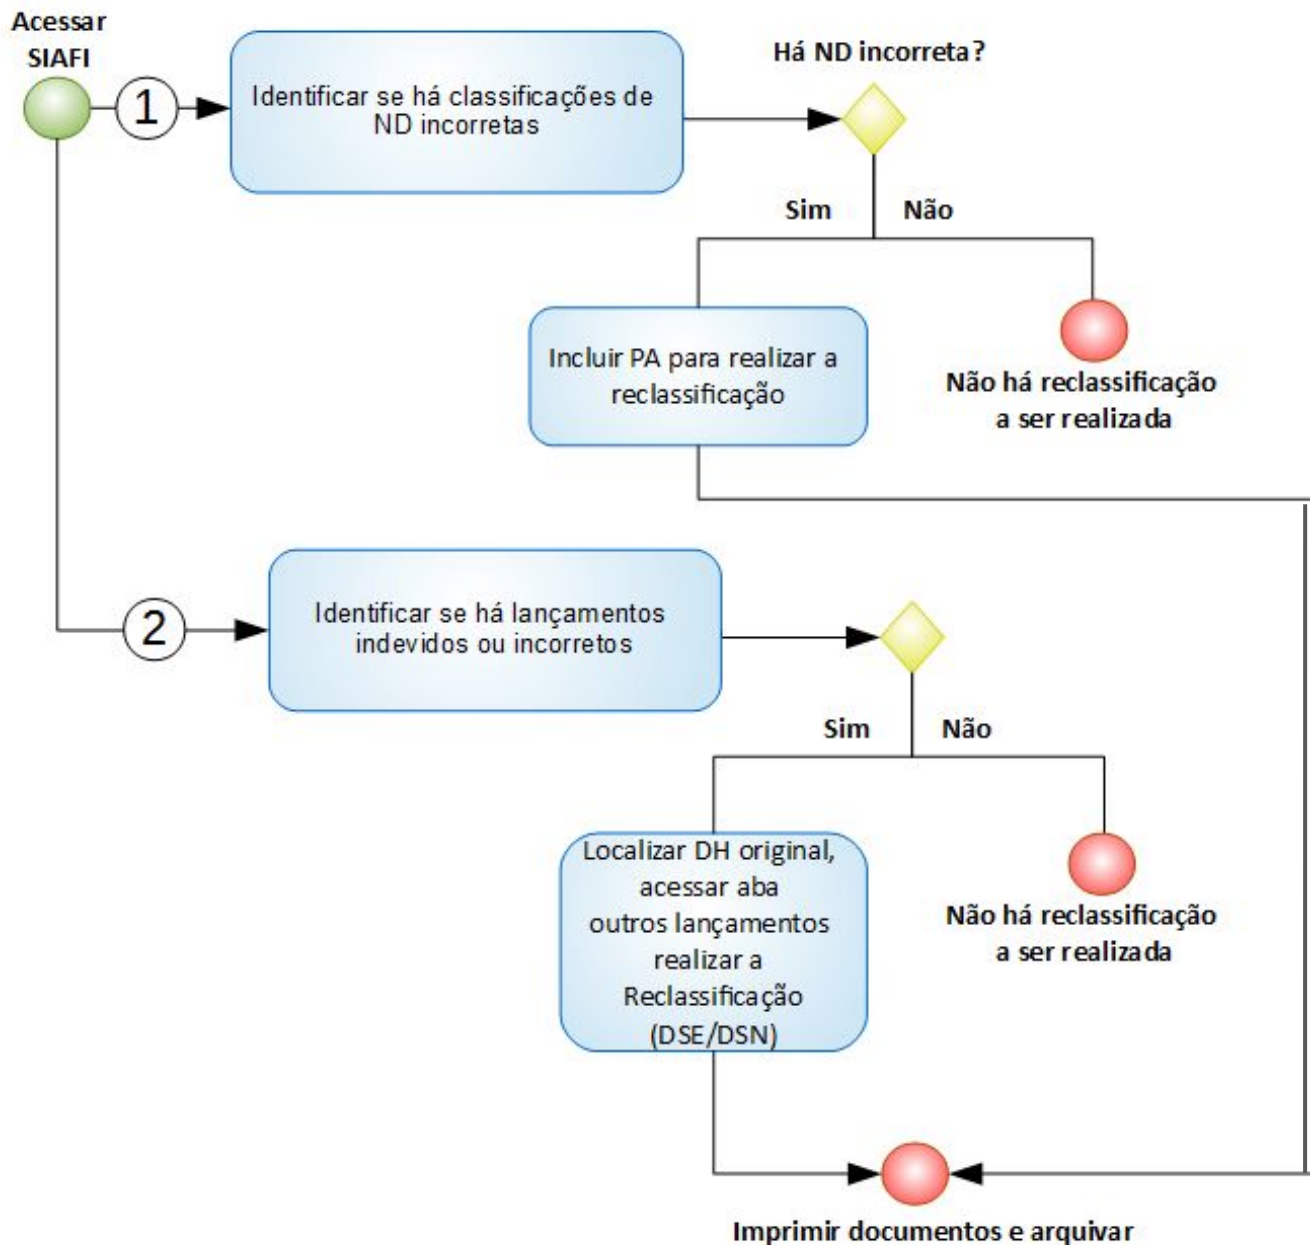 Acessar
SIAFI
1
Identificar se há classificações de
ND incorretas
Há ND incorreta?
Sim
Não
Incluir PA para realizar a
reclassificação
Não há reclassificação
a ser realizada
2
Identificar se há lançamentos
indevidos ou incorretos
Sim
Não
Localizar DH original,
acessar aba
outros lançamentos
realizar a
Reclassificação
(DSE/DSN)
Não há reclassificação
a ser realizada
Imprimir documentos e arquivar